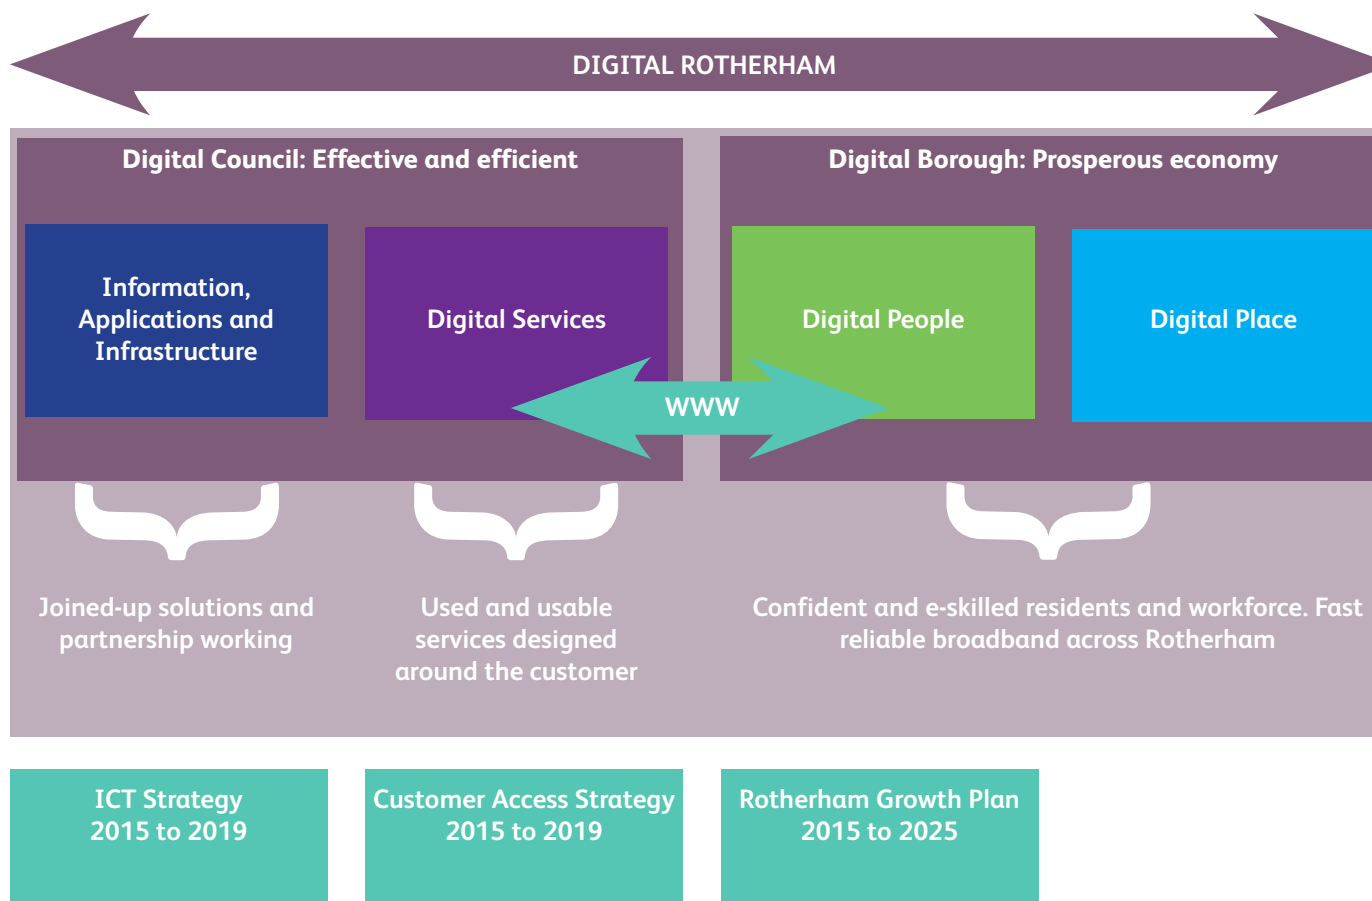 DIGITAL ROTHERHAM
Digital Council: Effective and efficient
Digital Borough: Prosperous economy
Information,
Applications and
Infrastructure
Digital Services
Digital People
Digital Place
WWW
Joined-up solutions and
partnership working
Used and usable
services designed
around the customer
Confident and e-skilled residents and workforce. Fast
reliable broadband across Rotherham
ICT Strategy
2015 to 2019
Customer Access Strategy
2015 to 2019
Rotherham Growth Plan
2015 to 2025